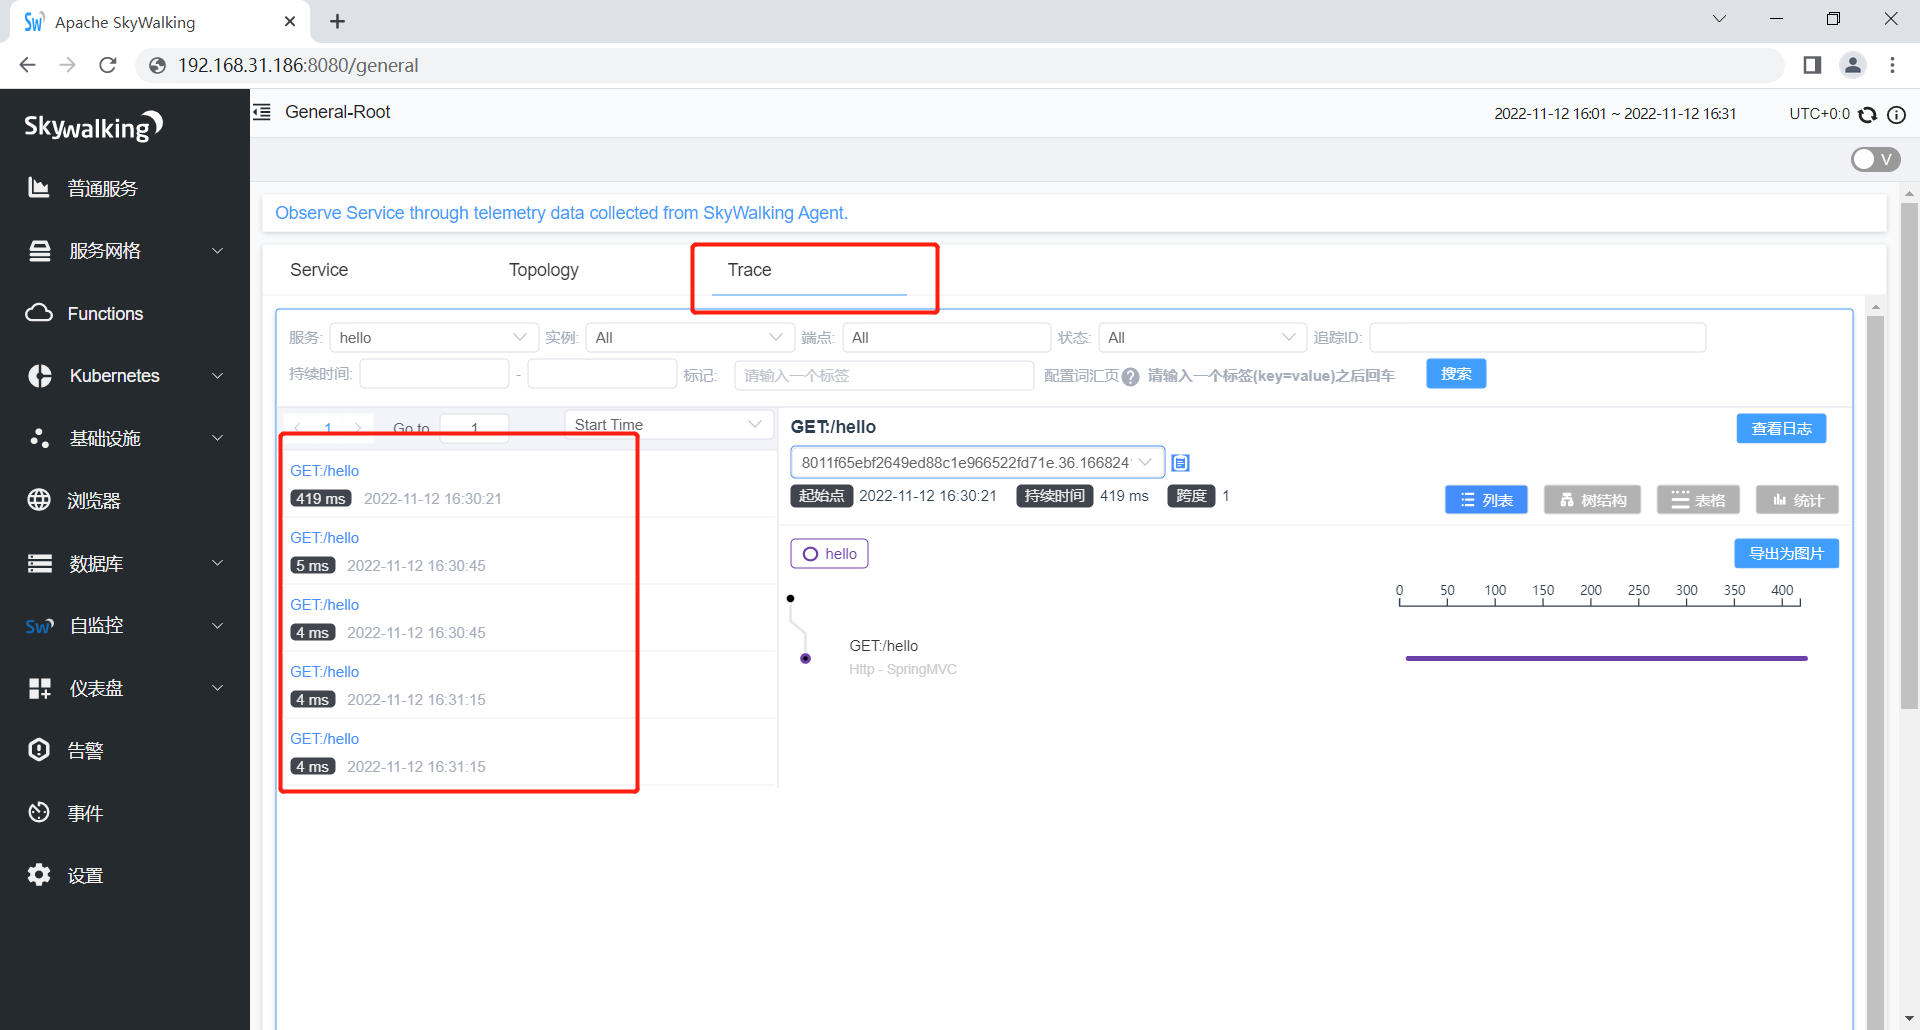 Apache SkyWalking
192.168.31.186:8080/general
Skywalking
General-Root
2022-11-12 16:01 ~ 2022-11-12 16:31
UTC+0:0
V
普通服务
服务网格
Functions
Kubernetes
基础设施
浏览器
数据库
Sw 自监控
仪表盘
告警
事件
设置
Observe Service through telemetry data collected from SkyWalking Agent.
Service Topology Trace
服务: hello 实例: All 端点: All 状态: All 追踪ID:
持续时间: - 标记: 请输入一个标签 配置词汇页 请输入一个标签(key=value)之后回车 搜索
1 Go to 1 Start Time
GET:/hello
419 ms 2022-11-12 16:30:21
GET:/hello
5 ms 2022-11-12 16:30:45
GET:/hello
4 ms 2022-11-12 16:30:45
GET:/hello
4 ms 2022-11-12 16:31:15
GET:/hello
4 ms 2022-11-12 16:31:15
GET:/hello
查看日志
8011f65ebf2649ed88c1e966522fd71e.36.166824
起始点 2022-11-12 16:30:21 持续时间 419 ms 跨度 1
列表 树结构 表格 统计
hello
导出为图片
0 50 100 150 200 250 300 350 400
GET:/hello
Http - SpringMVC